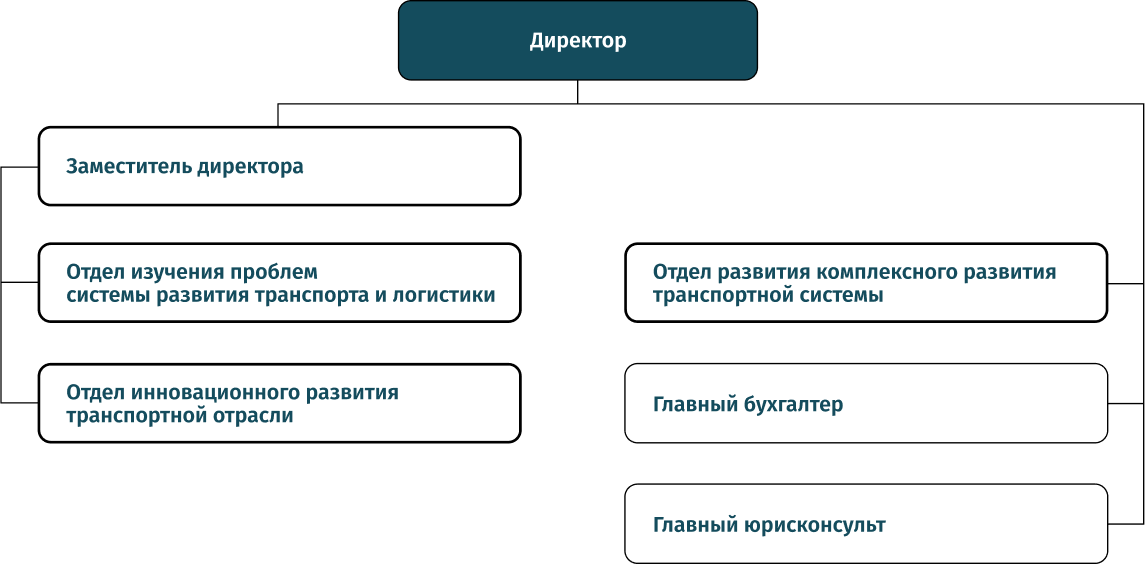 Директор
Заместитель директора
Отдел изучения проблем
системы развития транспорта и логистики
Отдел инновационного развития
транспортной отрасли
Отдел развития комплексного развития
транспортной системы
Главный бухгалтер
Главный юрисконсульт